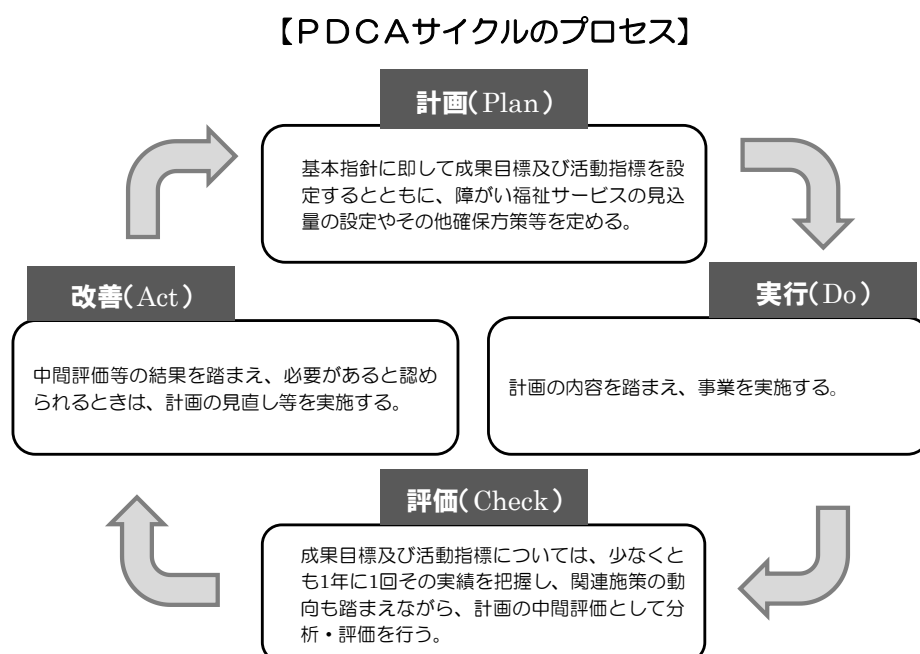 【PDCAサイクルのプロセス】
計画(Plan)
基本指針に即して成果目標及び活動指標を設
定するとともに、障がい福祉サービスの見込
量の設定やその他確保方策等を定める。
改善(Act)
中間評価等の結果を踏まえ、必要があると認め
られるときは、計画の見直し等を実施する。
実行(Do)
計画の内容を踏まえ、事業を実施する。
評価(Check)
成果目標及び活動指標については、少なくと
も1年に1回その実績を把握し、関連施策の動
向も踏まえながら、計画の中間評価として分
析・評価を行う。